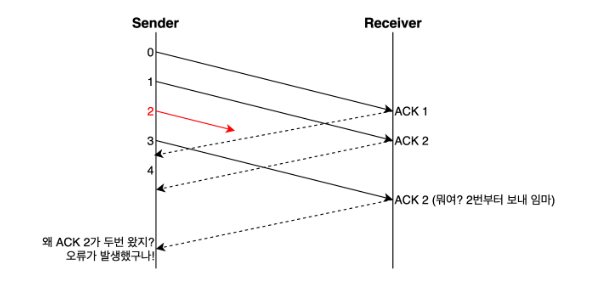 Sender
Receiver
0
1
ACK 1
2
3
ACK 2
4
ACK 2 (뭐여? 2번부터 보내 임마)
왜 ACK 2가 두번 왔지?
오류가 발생했구나!